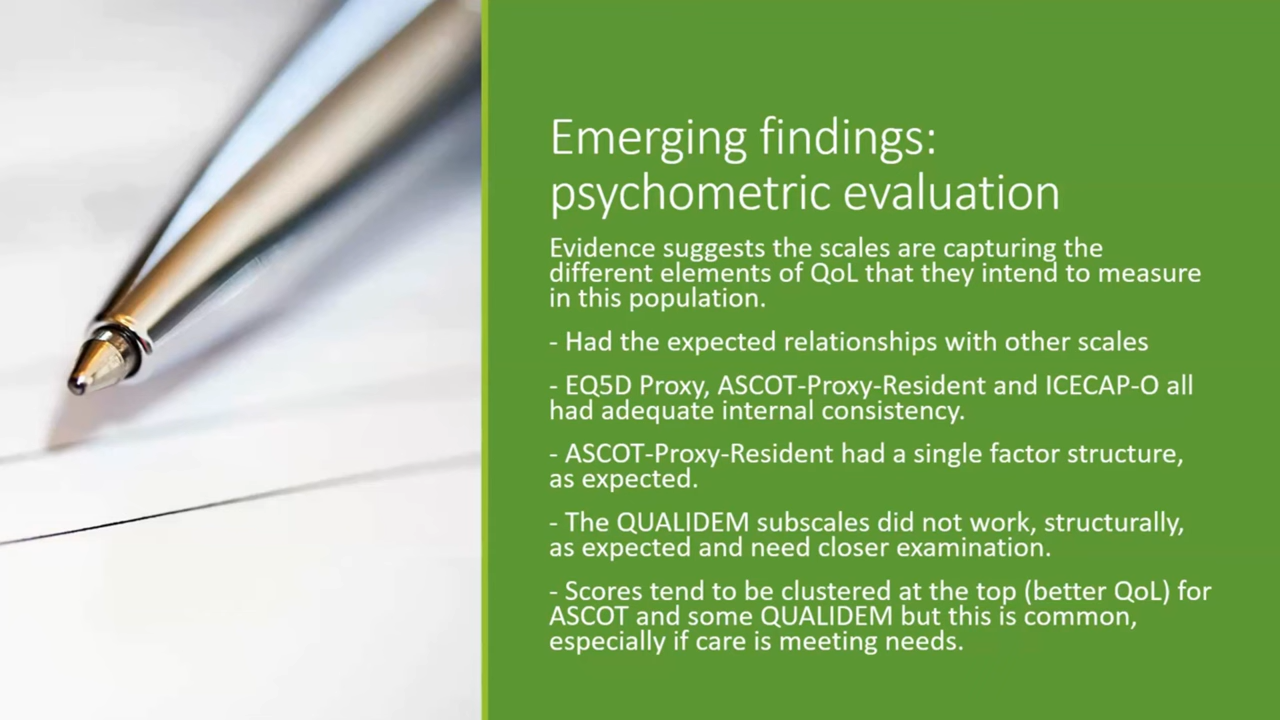 Emerging findings:
psychometric evaluation
Evidence suggests the scales are capturing the
different elements of QoL that they intend to measure
in this population.
- Had the expected relationships with other scales
- EQ5D Proxy, ASCOT-Proxy-Resident and ICECAP-O all
had adequate internal consistency.
- ASCOT-Proxy-Resident had a single factor structure,
as expected.
- The QUALIDEM subscales did not work, structurally,
as expected and need closer examination.
- Scores tend to be clustered at the top (better QoL) for
ASCOT and some QUALIDEM but this is common,
especially if care is meeting needs.